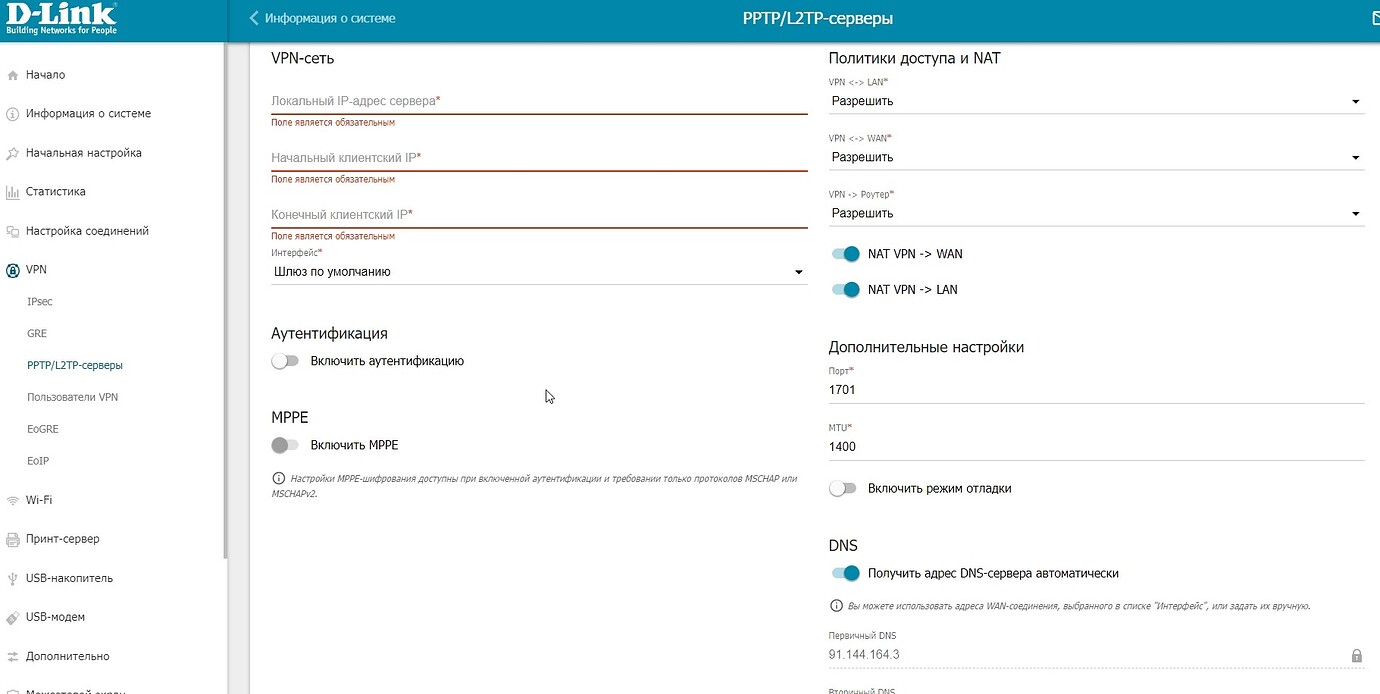 D-Link
Building Networks for People
Информация о системе
PPTP/L2TP-серверы
Начало
Информация о системе
Начальная настройка
Статистика
Настройка соединений
VPN
IPsec
GRE
PPTP/L2TP-серверы
Пользователи VPN
EoGRE
EoIP
Wi-Fi
Принт-сервер
USB-накопитель
USB-модем
Дополнительно
Межсетевой экран
VPN-сеть
Локальный IP-адрес сервера*
Поле является обязательным
Начальный клиентский IP*
Поле является обязательным
Конечный клиентский IP*
Поле является обязательным
Интерфейс*
Шлюз по умолчанию
Аутентификация
Включить аутентификацию
MPPE
Включить MPPE
Настройки MPPE-шифрования доступны при включенной аутентификации и требовании только протоколов MSCHAP или
MSCHAPv2.
Политики доступа и NAT
VPN <-> LAN*
Разрешить
VPN <-> WAN*
Разрешить
VPN -> Роутер*
Разрешить
NAT VPN -> WAN
NAT VPN -> LAN
Дополнительные настройки
Порт*
1701
MTU*
1400
Включить режим отладки
DNS
Получить адрес DNS-сервера автоматически
Вы можете использовать адреса WAN-соединения, выбранного в списке "Интерфейс", или задать их вручную.
Первичный DNS
91.144.164.3
Вторичный DNS